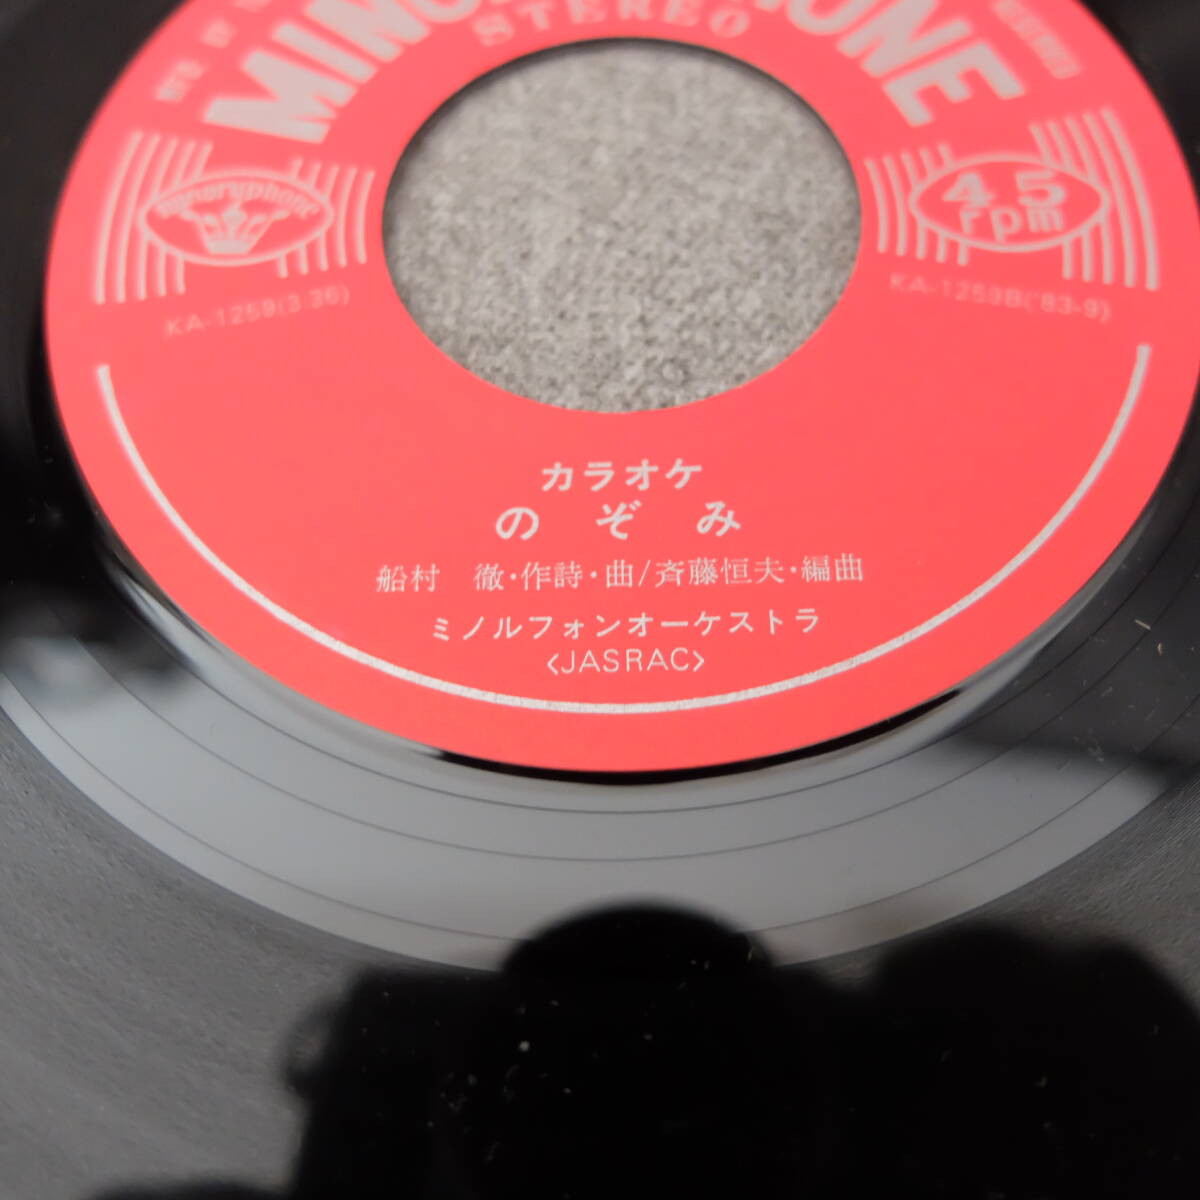 STEREO
memoryphone
45
rpm
KA-1259(3:36)
KA-1259B('83-9)
カラオケ
のぞみ
船村 徹・作詩・曲/斉藤恒夫・編曲
ミノルフォンオーケストラ
<JASRAC>